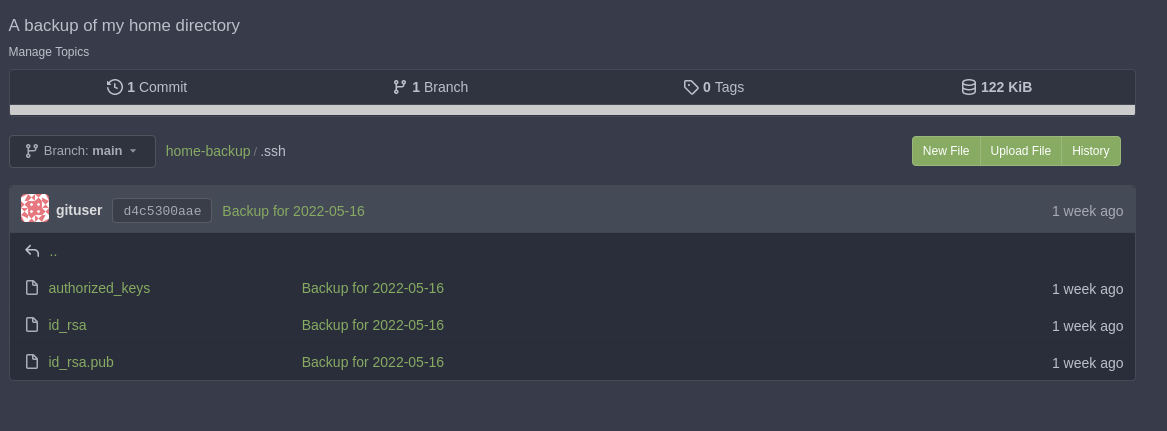 A backup of my home directory
Manage Topics
1 Commit 1 Branch 0 Tags 122 KiB
Branch: main home-backup / .ssh New File Upload File History
gituser d4c5300aae Backup for 2022-05-16 1 week ago
..
authorized_keys Backup for 2022-05-16 1 week ago
id_rsa Backup for 2022-05-16 1 week ago
id_rsa.pub Backup for 2022-05-16 1 week ago